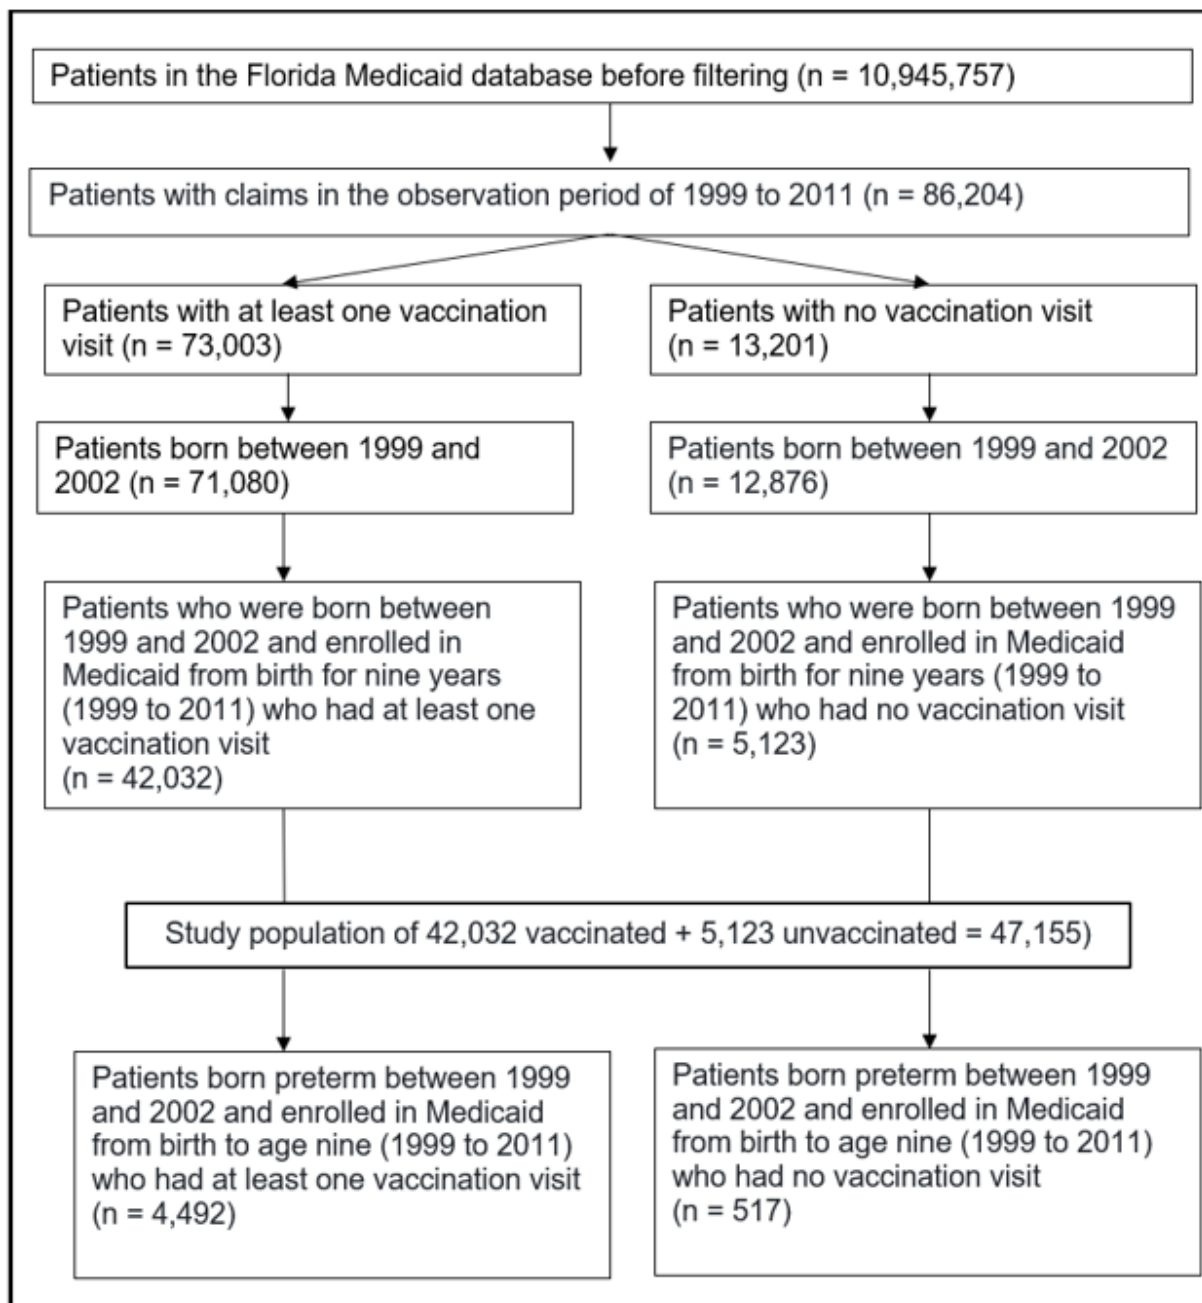 Patients in the Florida Medicaid database before filtering (n = 10,945,757)
Patients with claims in the observation period of 1999 to 2011 (n = 86,204)
Patients with at least one vaccination
visit (n = 73,003)
Patients with no vaccination visit
(n = 13,201)
Patients born between 1999 and
2002 (n = 71,080)
Patients born between 1999 and 2002
(n = 12,876)
Patients who were born between
1999 and 2002 and enrolled in
Medicaid from birth for nine years
(1999 to 2011) who had at least one
vaccination visit
(n = 42,032)
Patients who were born between 1999
and 2002 and enrolled in Medicaid
from birth for nine years (1999 to
2011) who had no vaccination visit
(n = 5,123)
Study population of 42,032 vaccinated + 5,123 unvaccinated = 47,155)
Patients born preterm between 1999
and 2002 and enrolled in Medicaid
from birth to age nine (1999 to 2011)
who had at least one vaccination visit
(n = 4,492)
Patients born preterm between 1999
and 2002 and enrolled in Medicaid
from birth to age nine (1999 to 2011)
who had no vaccination visit
(n = 517)